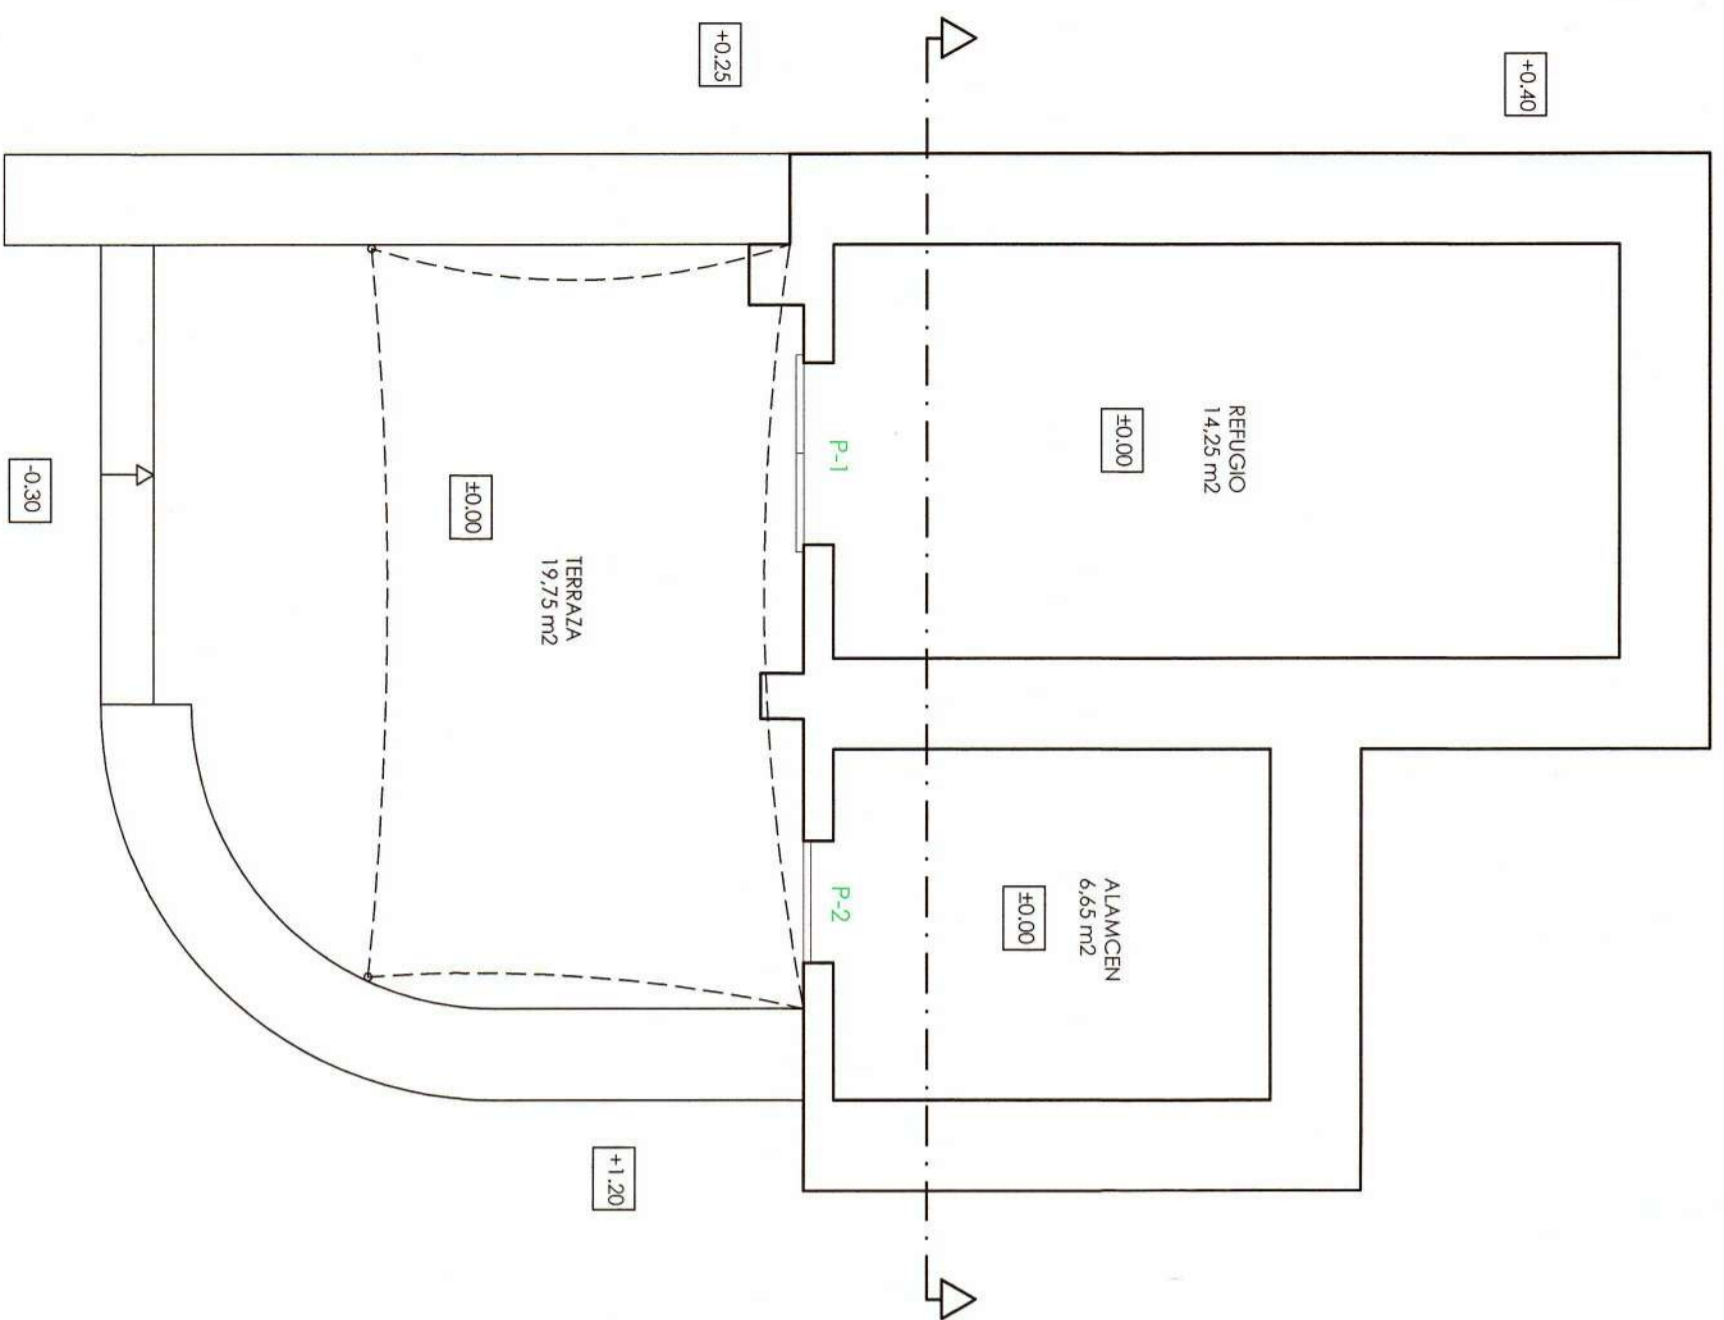 +0.40
+0.25
REFUGIO
14,25 m2
±0.00
P-1
ALAMCEN
6,65 m2
±0.00
P-2
TERRAZA
19,75 m2
±0.00
+1.20
-0.30